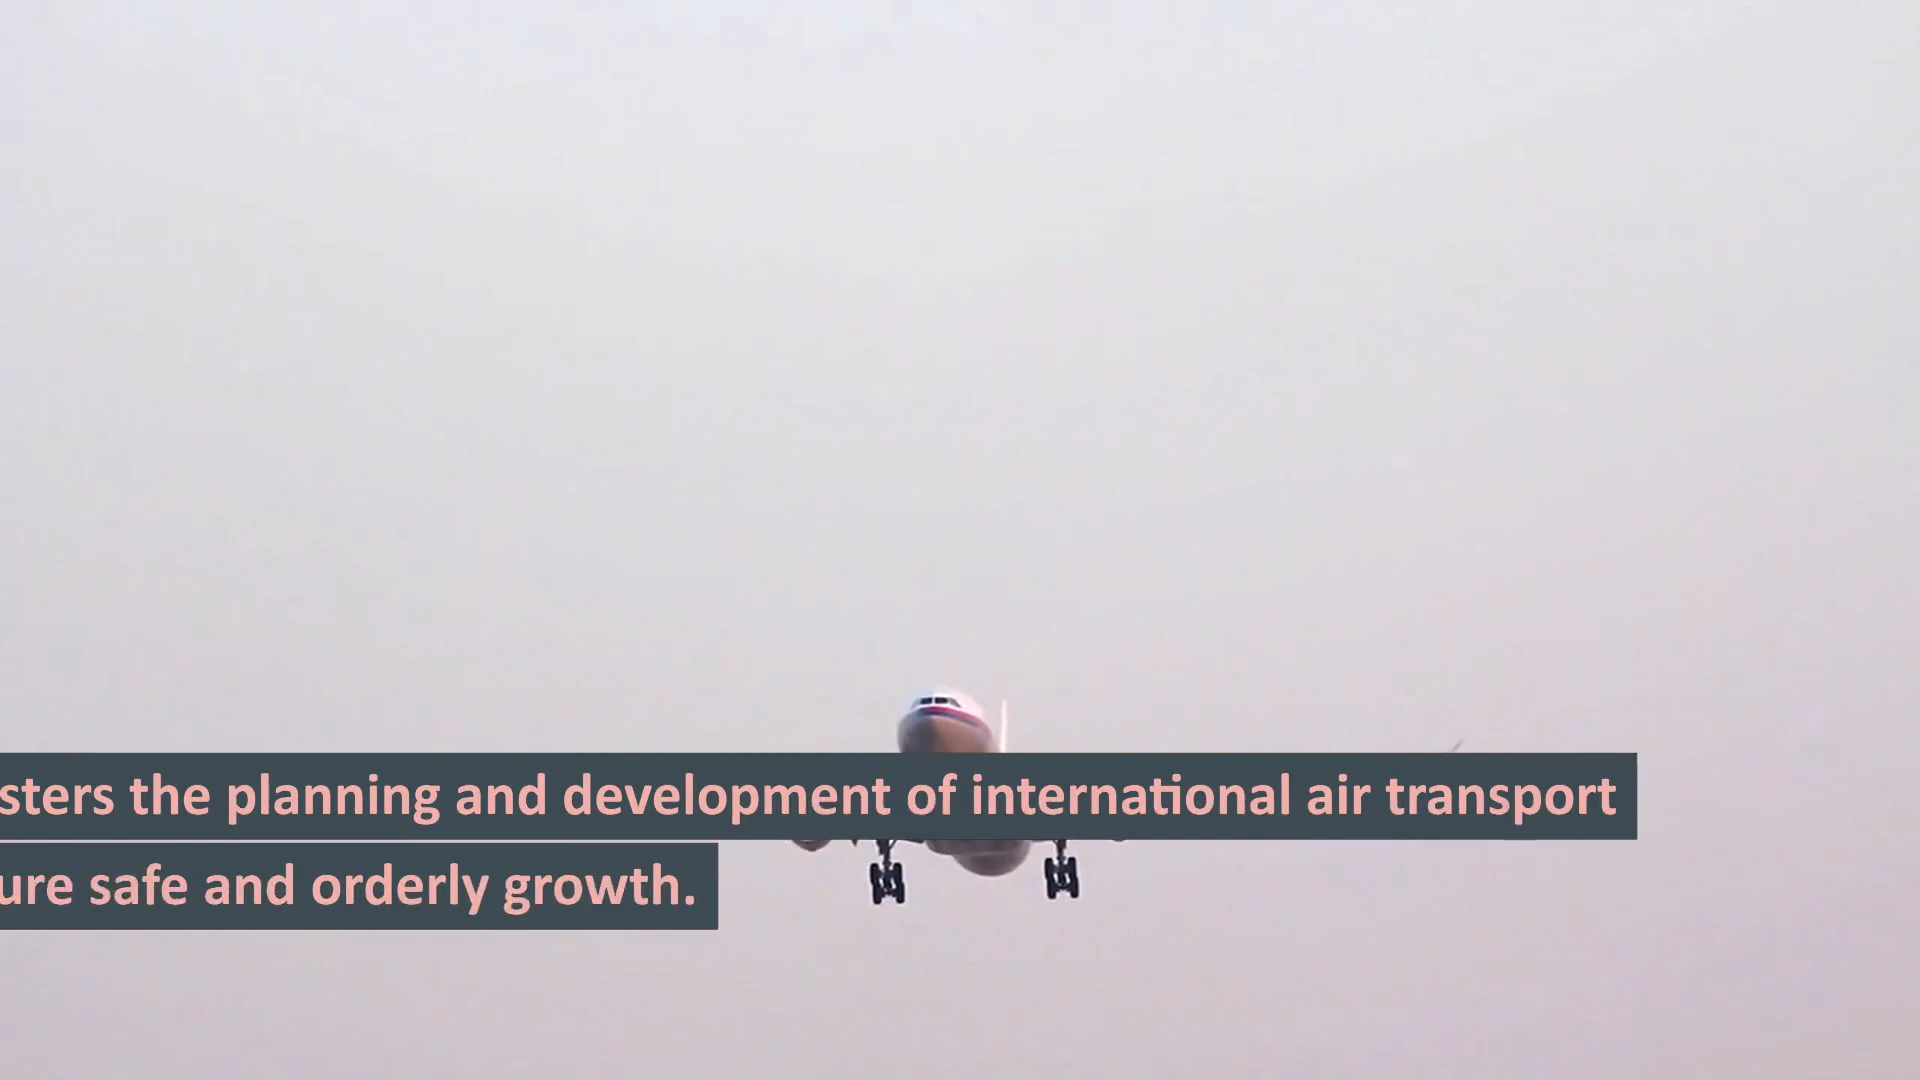 sters the planning and development of international air transport
ure safe and orderly growth.